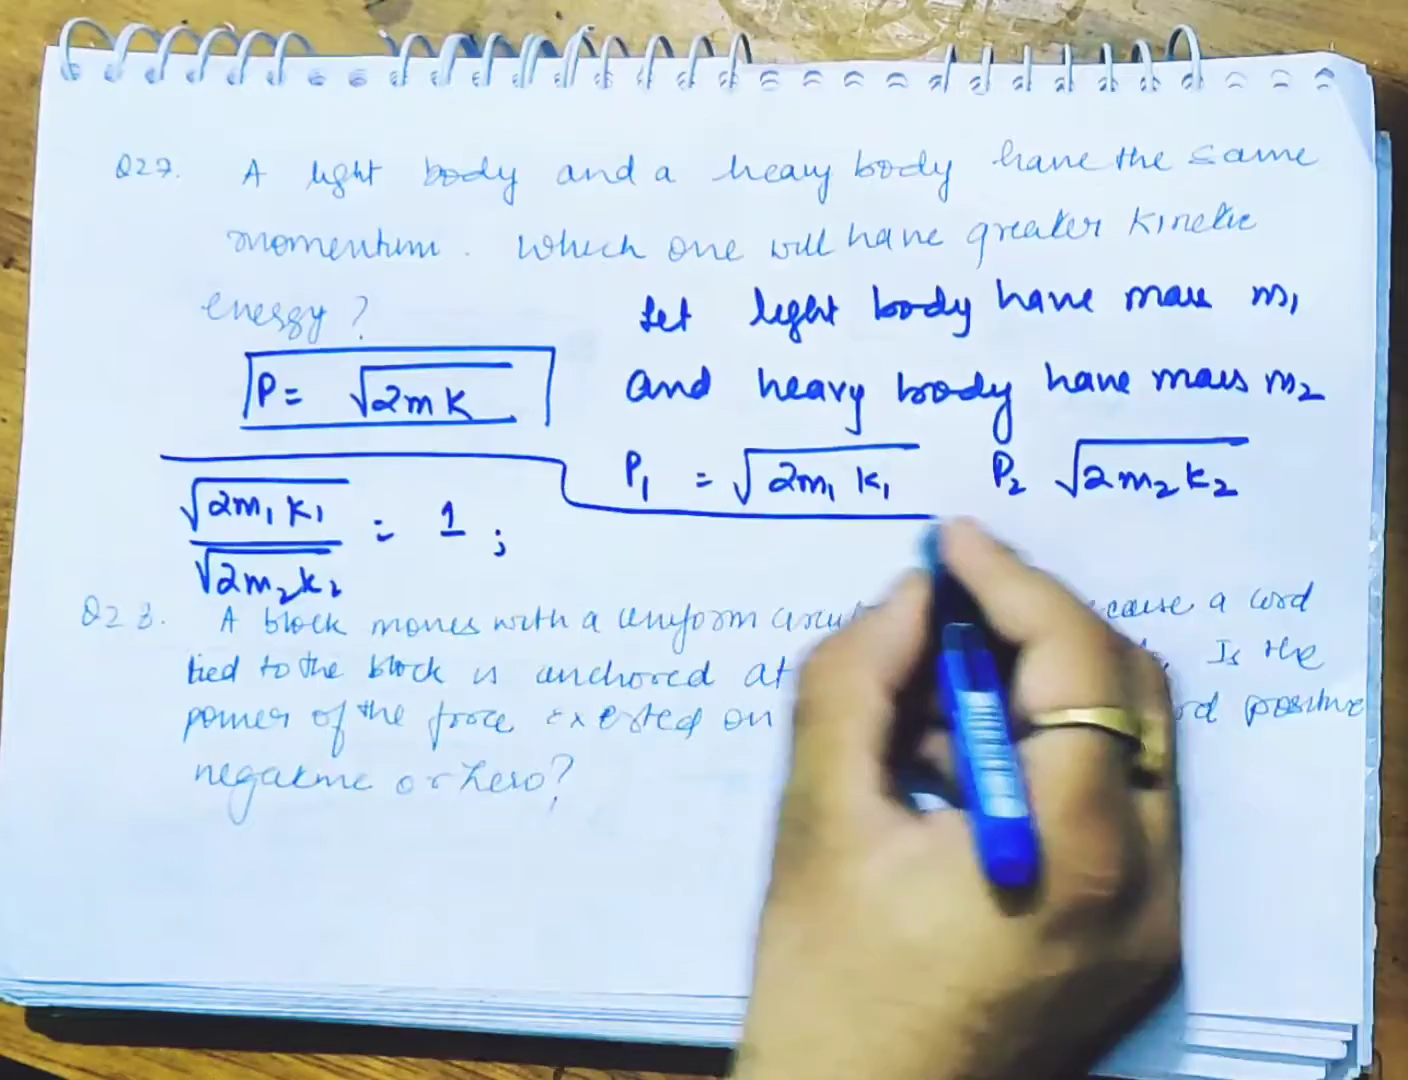 Q27. A light body and a heavy body have the same
momentum. Which one will have greater kinetic
energy?
Let light body have mass m₁
and heavy body have mass m₂
P = √2mk
P₁ = √2m₁k₁ P₂ √2m₂k₂
√2m₁k₁ / √2m₂k₂ = 1 ;
Q28. A block moves with a uniform a cord
tied to the block is anchored at Is the
power of the force exerted on positive
negative or zero?